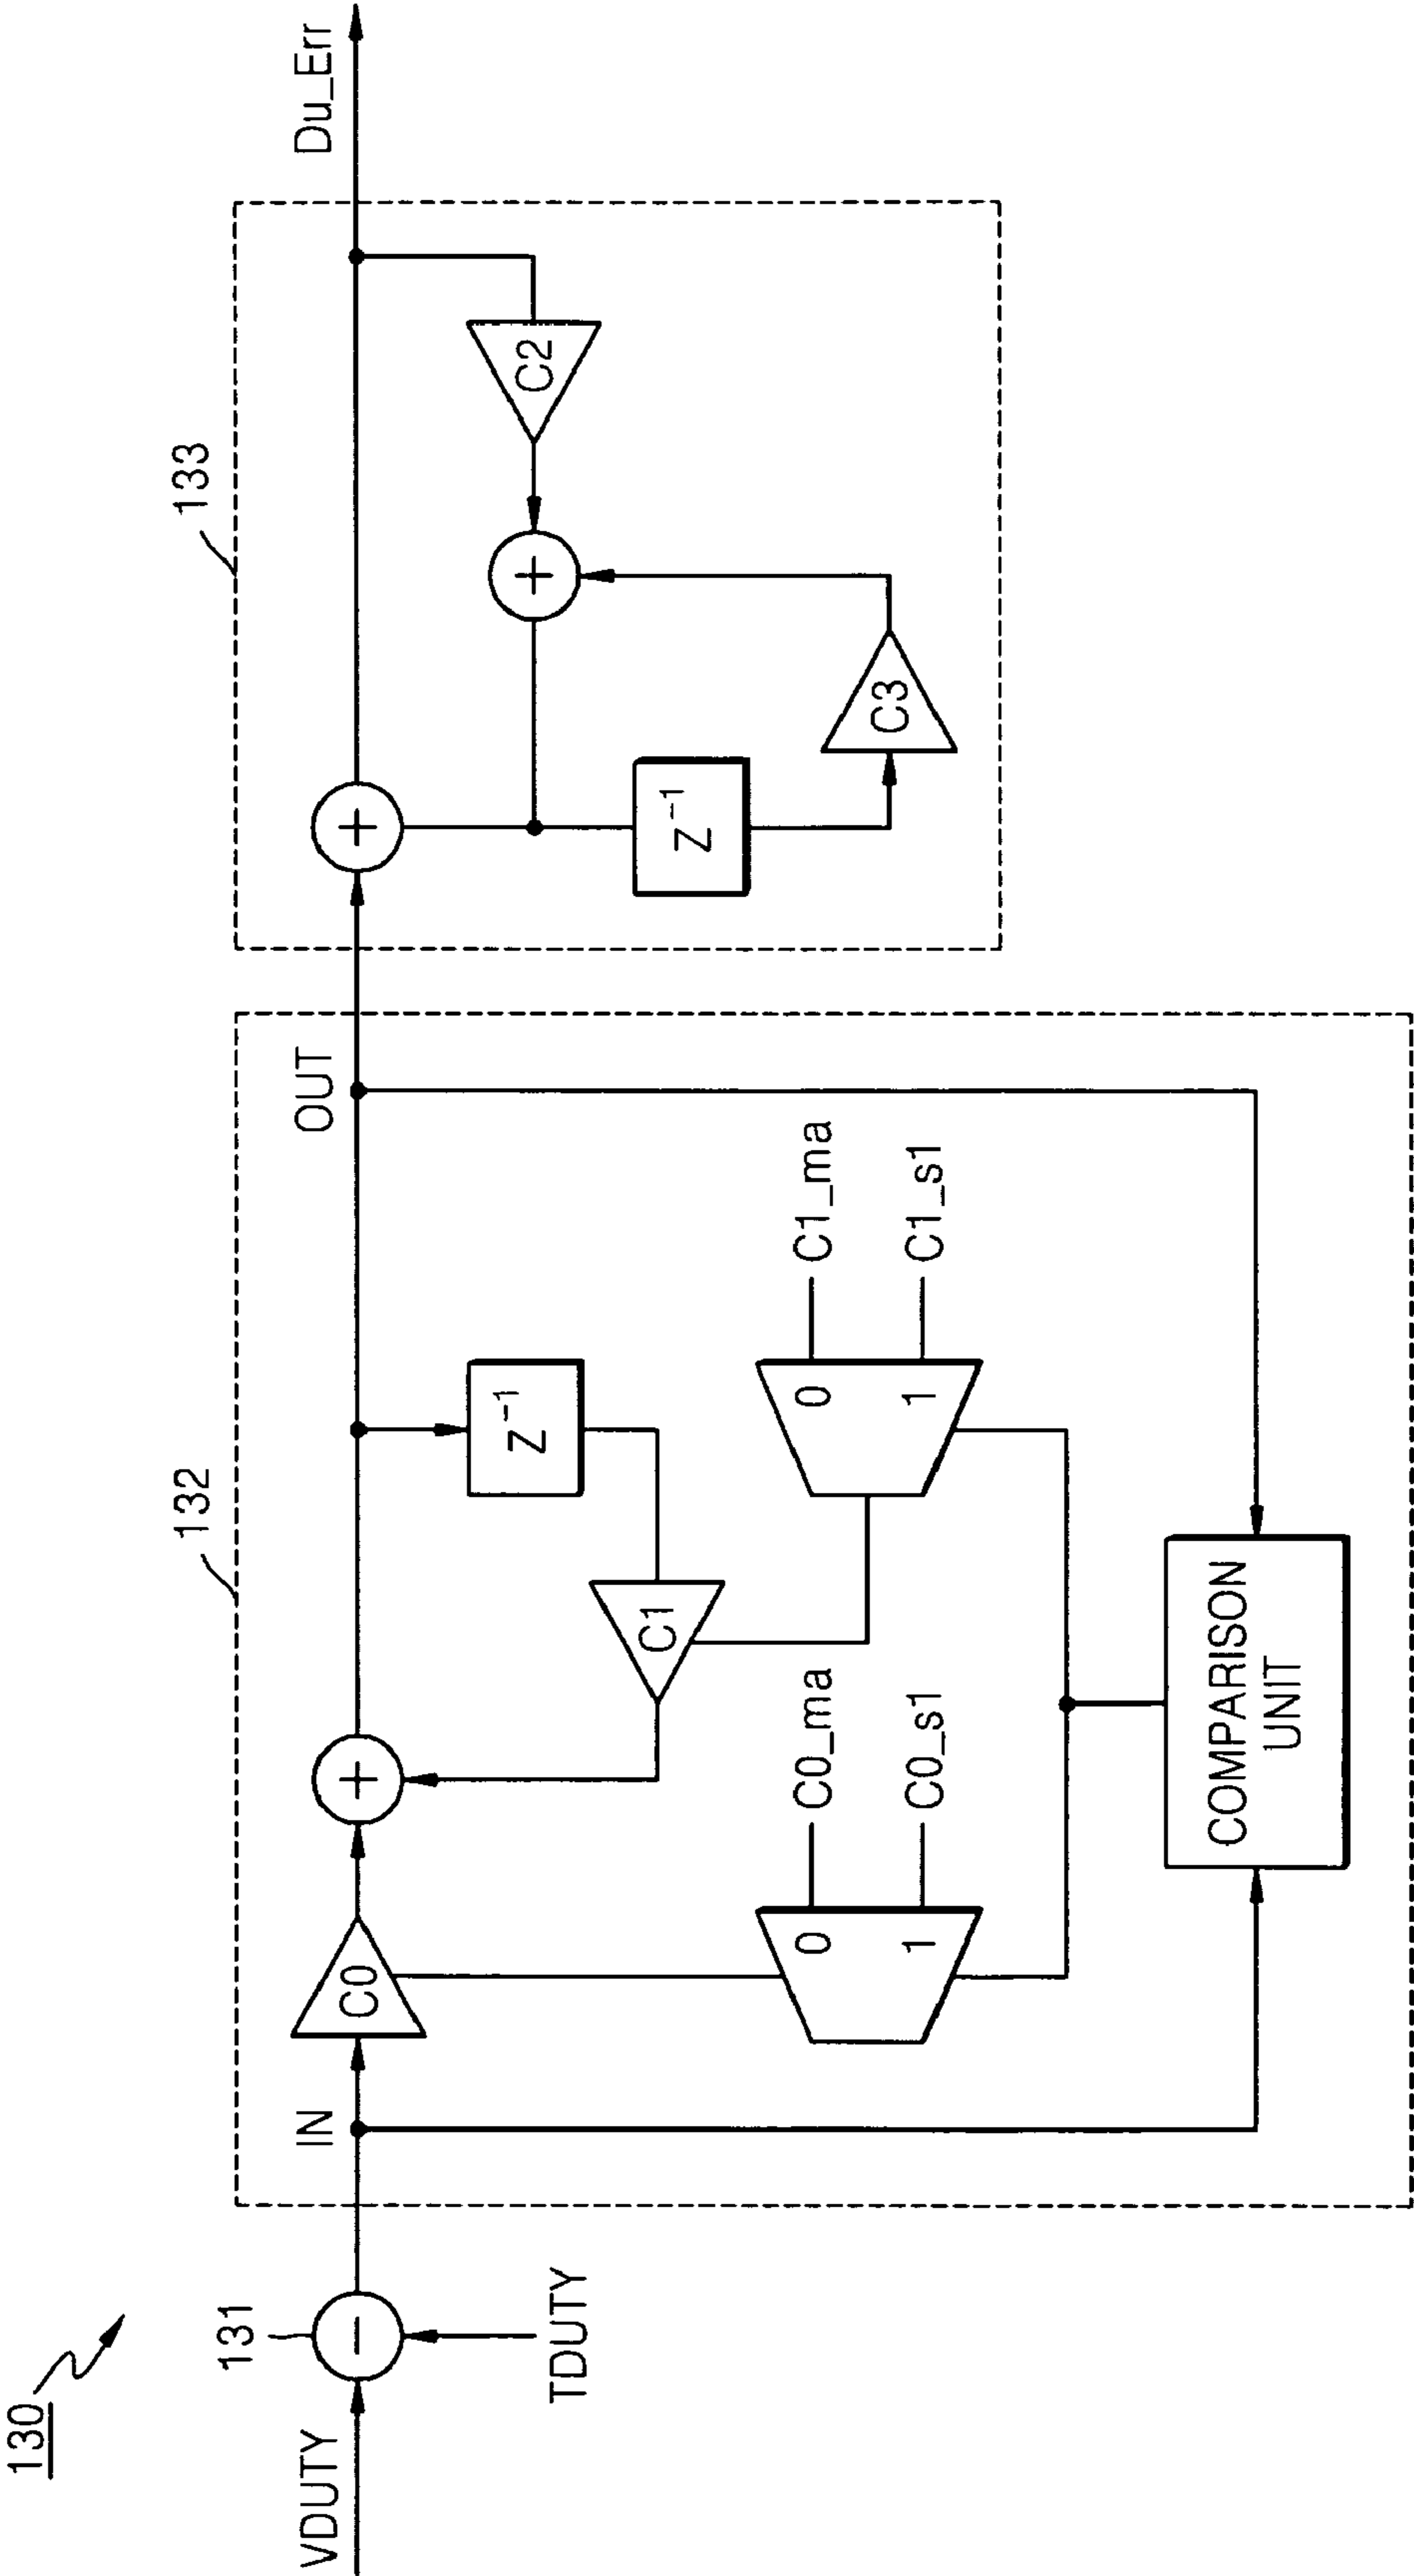 130
VDUTY
131
TDUTY
132
IN
C0
+
OUT
Z⁻¹
C1
C0_ma
C0_s1
0
1
C1_ma
C1_s1
0
1
COMPARISON
UNIT
133
+
Du_Err
C2
+
Z⁻¹
C3